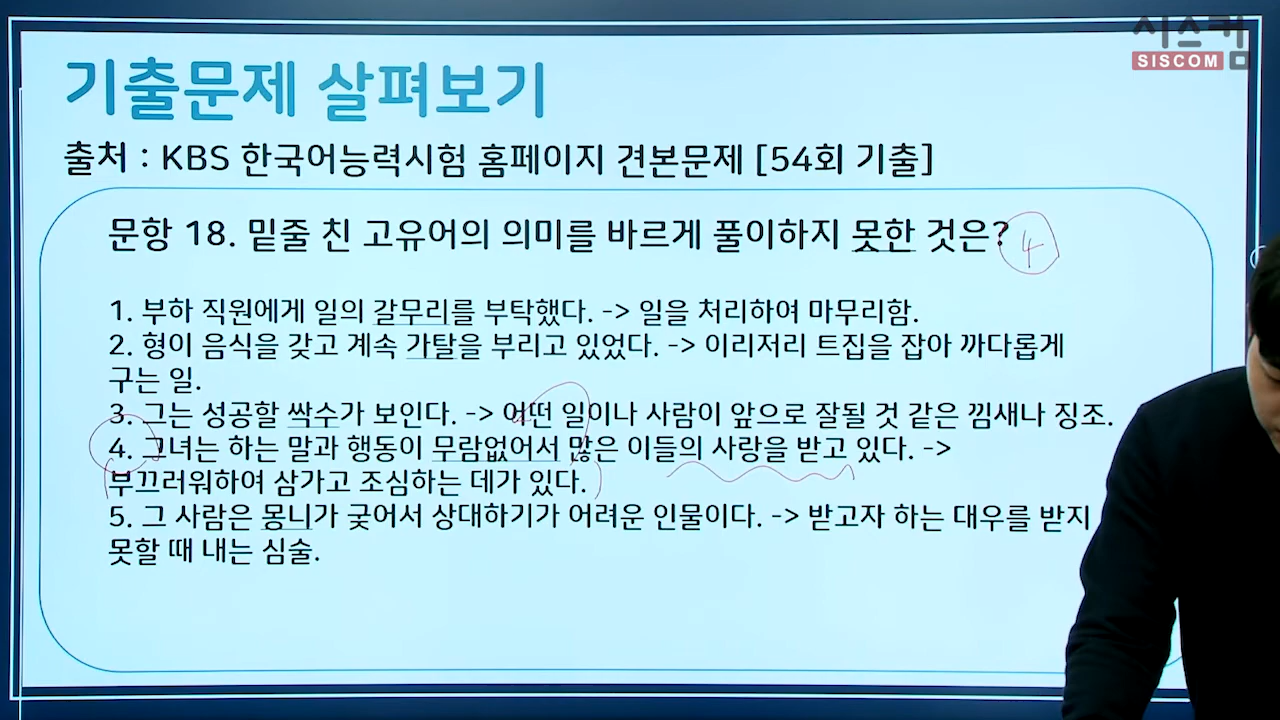 시스컴
SISCOM
기출문제 살펴보기
출처 : KBS 한국어능력시험 홈페이지 견본문제 [54회 기출]
문항 18. 밑줄 친 고유어의 의미를 바르게 풀이하지 못한 것은? 4
1. 부하 직원에게 일의 갈무리를 부탁했다. -> 일을 처리하여 마무리함.
2. 형이 음식을 갖고 계속 가탈을 부리고 있었다. -> 이리저리 트집을 잡아 까다롭게
구는 일.
3. 그는 성공할 싹수가 보인다. -> 어떤 일이나 사람이 앞으로 잘될 것 같은 낌새나 징조.
4. 그녀는 하는 말과 행동이 무람없어서 많은 이들의 사랑을 받고 있다. ->
부끄러워하여 삼가고 조심하는 데가 있다.
5. 그 사람은 몽니가 궂어서 상대하기가 어려운 인물이다. -> 받고자 하는 대우를 받지
못할 때 내는 심술.